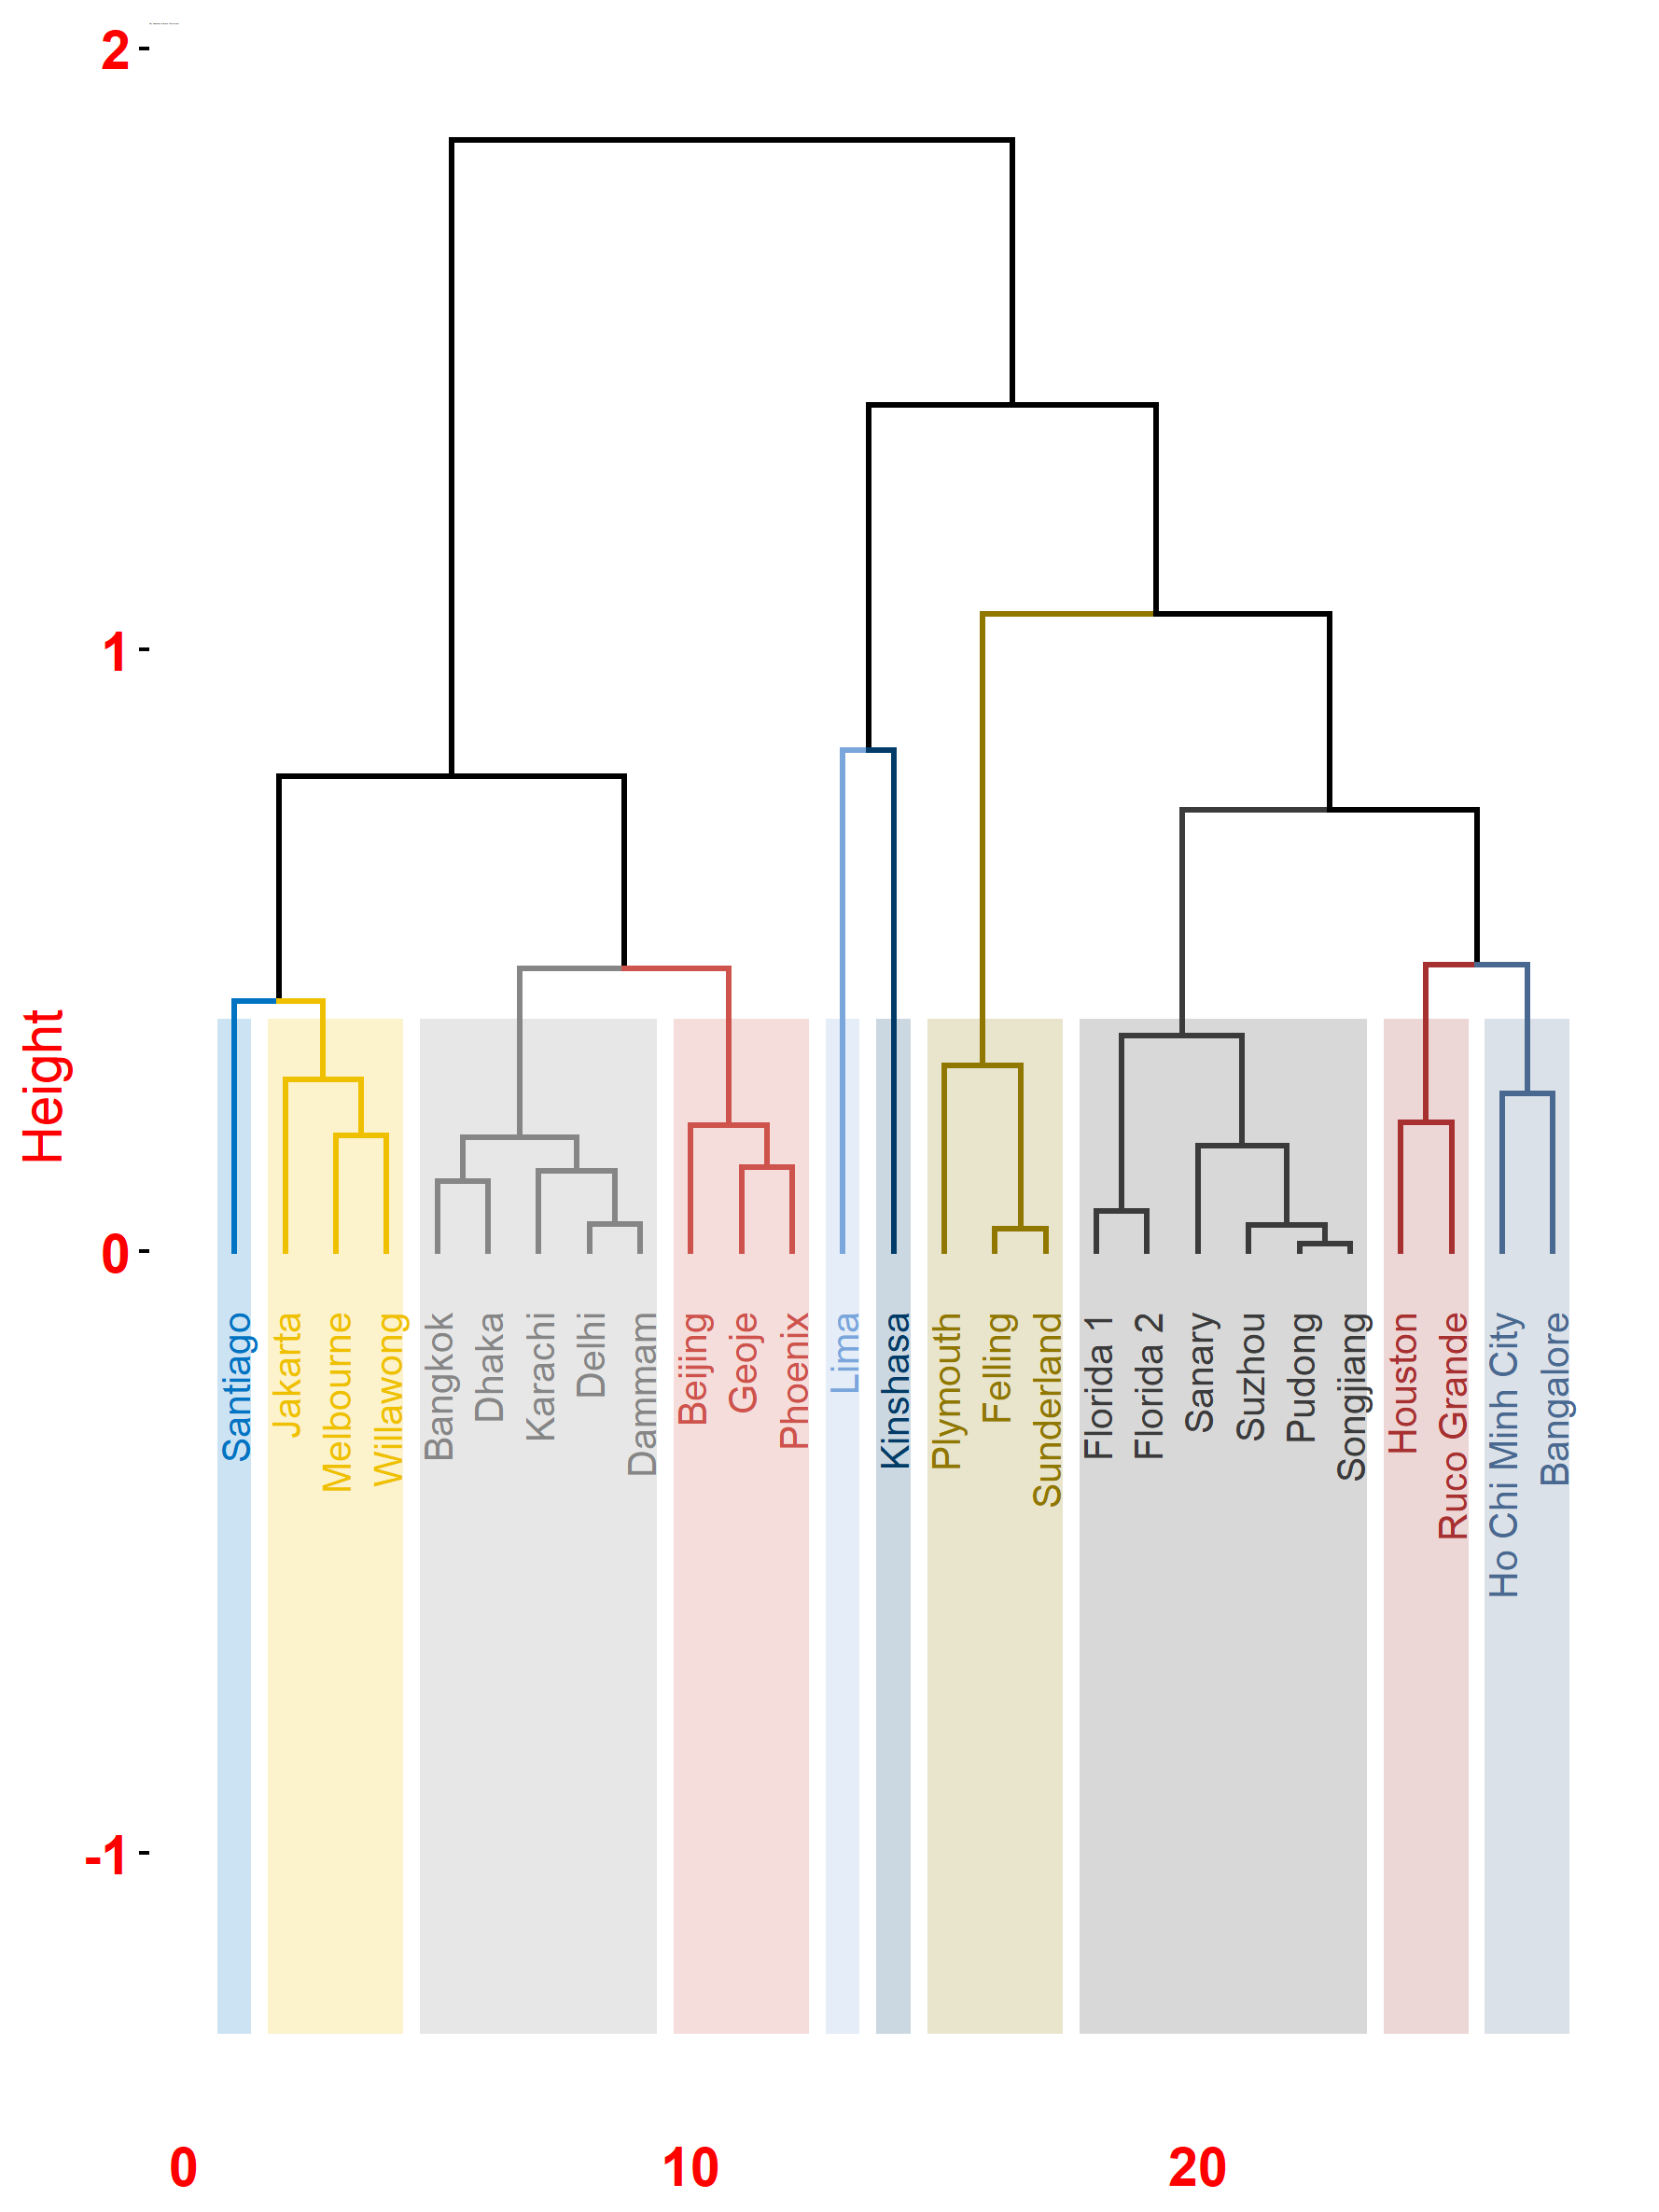 2
1
0
-1
Height
Santiago
Jakarta
Melbourne
Willawong
Bangkok
Dhaka
Karachi
Delhi
Dammam
Beijing
Geoje
Phoenix
Lima
Kinshasa
Plymouth
Felling
Sunderland
Florida 1
Florida 2
Sanary
Suzhou
Pudong
Songjiang
Houston
Ruco Grande
Ho Chi Minh City
Bangalore
0
10
20